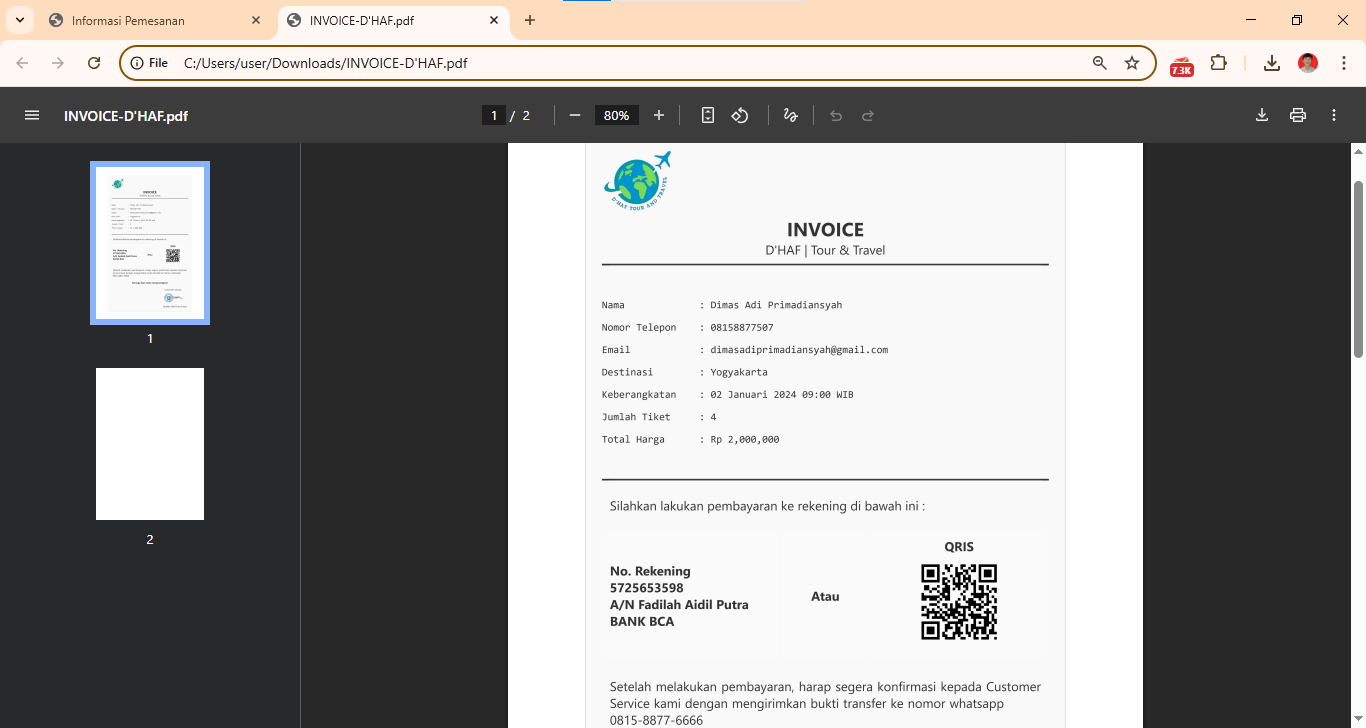 Informasi Pemesanan
INVOICE-D'HAF.pdf
File C:/Users/user/Downloads/INVOICE-D'HAF.pdf
7.3K
INVOICE-D'HAF.pdf
1 / 2
80%
1
2
D'HAF TOUR AND TRAVEL
INVOICE
D'HAF | Tour & Travel
Nama : Dimas Adi Primadiansyah
Nomor Telepon : 08158877507
Email : dimasadiprimadiansyah@gmail.com
Destinasi : Yogyakarta
Keberangkatan : 02 Januari 2024 09:00 WIB
Jumlah Tiket : 4
Total Harga : Rp 2,000,000
Silahkan lakukan pembayaran ke rekening di bawah ini :
No. Rekening
5725653598
A/N Fadilah Aidil Putra
BANK BCA
Atau
QRIS
Setelah melakukan pembayaran, harap segera konfirmasi kepada Customer
Service kami dengan mengirimkan bukti transfer ke nomor whatsapp
0815-8877-6666